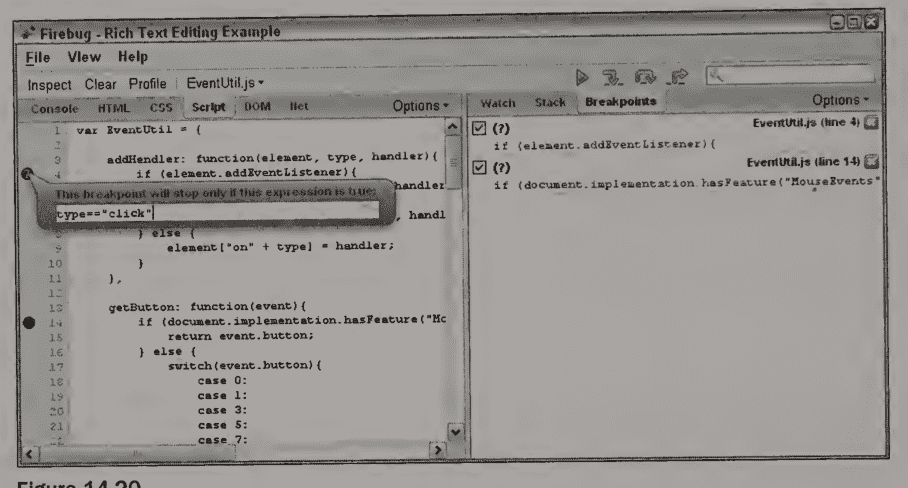 Firebug - Rich Text Editing Example
File View Help
Inspect Clear Profile EventUtil.js
Console HTML CSS Script DOM Net Options
1 var EventUtil = {
2
3 addHandler: function(element, type, handler){
4 if (element.addEventListener){
handler
This breakpoint will stop only if this expression is true:
type=="click"
, handl
8 } else {
9 element["on" + type] = handler;
10 }
11 },
12
13 getButton: function(event){
14 if (document.implementation.hasFeature("Mo
15 return event.button;
16 } else {
17 switch(event.button){
18 case 0:
19 case 1:
20 case 3:
21 case 5:
case 7:
Watch Stack Breakpoints Options
(?) EventUtil.js (line 4)
if (element.addEventListener){
(?) EventUtil.js (line 14)
if (document.implementation.hasFeature("MouseEvents"
Figure 14-20